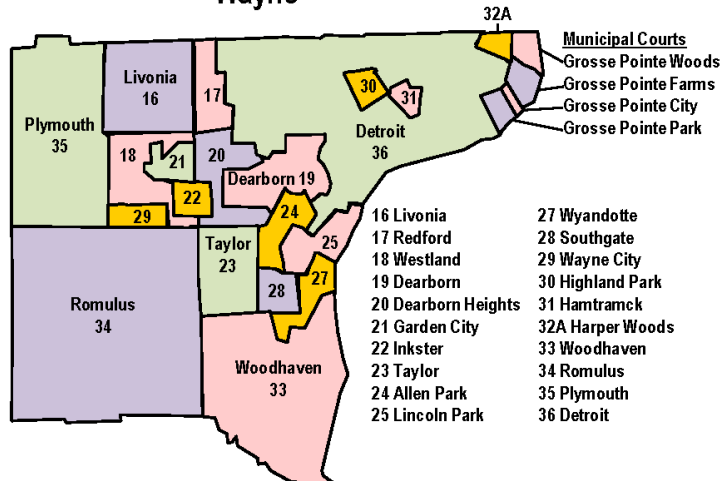 32A
Municipal Courts
Grosse Pointe Woods
Grosse Pointe Farms
Grosse Pointe City
Grosse Pointe Park
Livonia
16
17
30
31
Plymouth
35
Detroit
36
18
21
20
22
Dearborn 19
29
24
25
Taylor
23
27
28
Romulus
34
Woodhaven
33
16 Livonia
17 Redford
18 Westland
19 Dearborn
20 Dearborn Heights
21 Garden City
22 Inkster
23 Taylor
24 Allen Park
25 Lincoln Park
27 Wyandotte
28 Southgate
29 Wayne City
30 Highland Park
31 Hamtramck
32A Harper Woods
33 Woodhaven
34 Romulus
35 Plymouth
36 Detroit